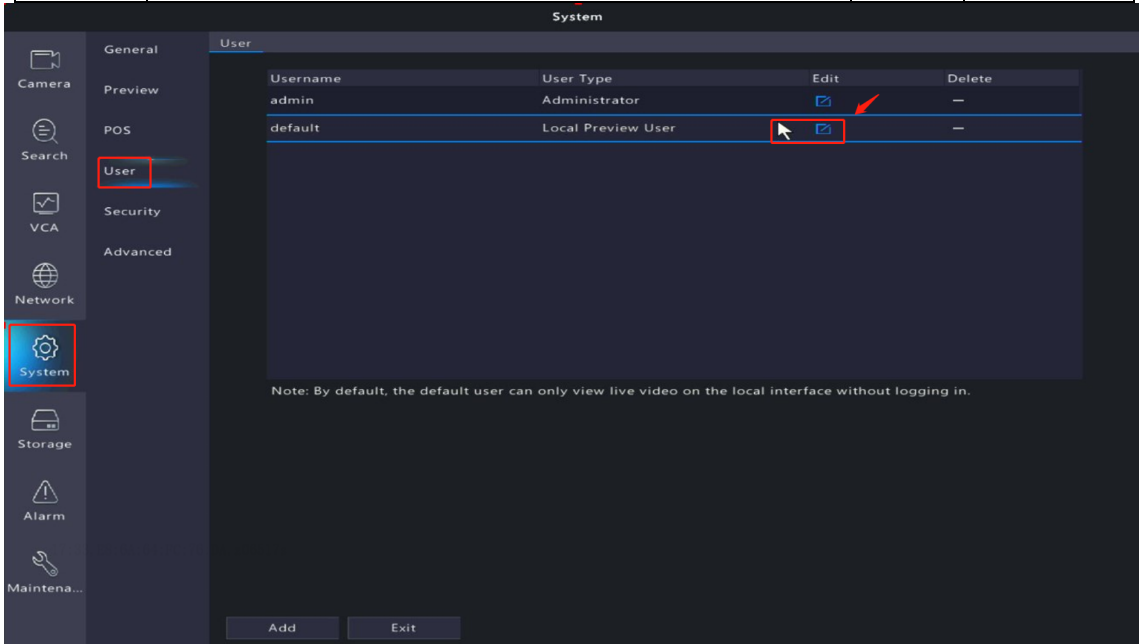 System
Camera
Search
VCA
Network
System
Storage
Alarm
Maintena...
General
Preview
POS
User
Security
Advanced
User
Username User Type Edit Delete
admin Administrator —
default Local Preview User —
Note: By default, the default user can only view live video on the local interface without logging in.
Add Exit